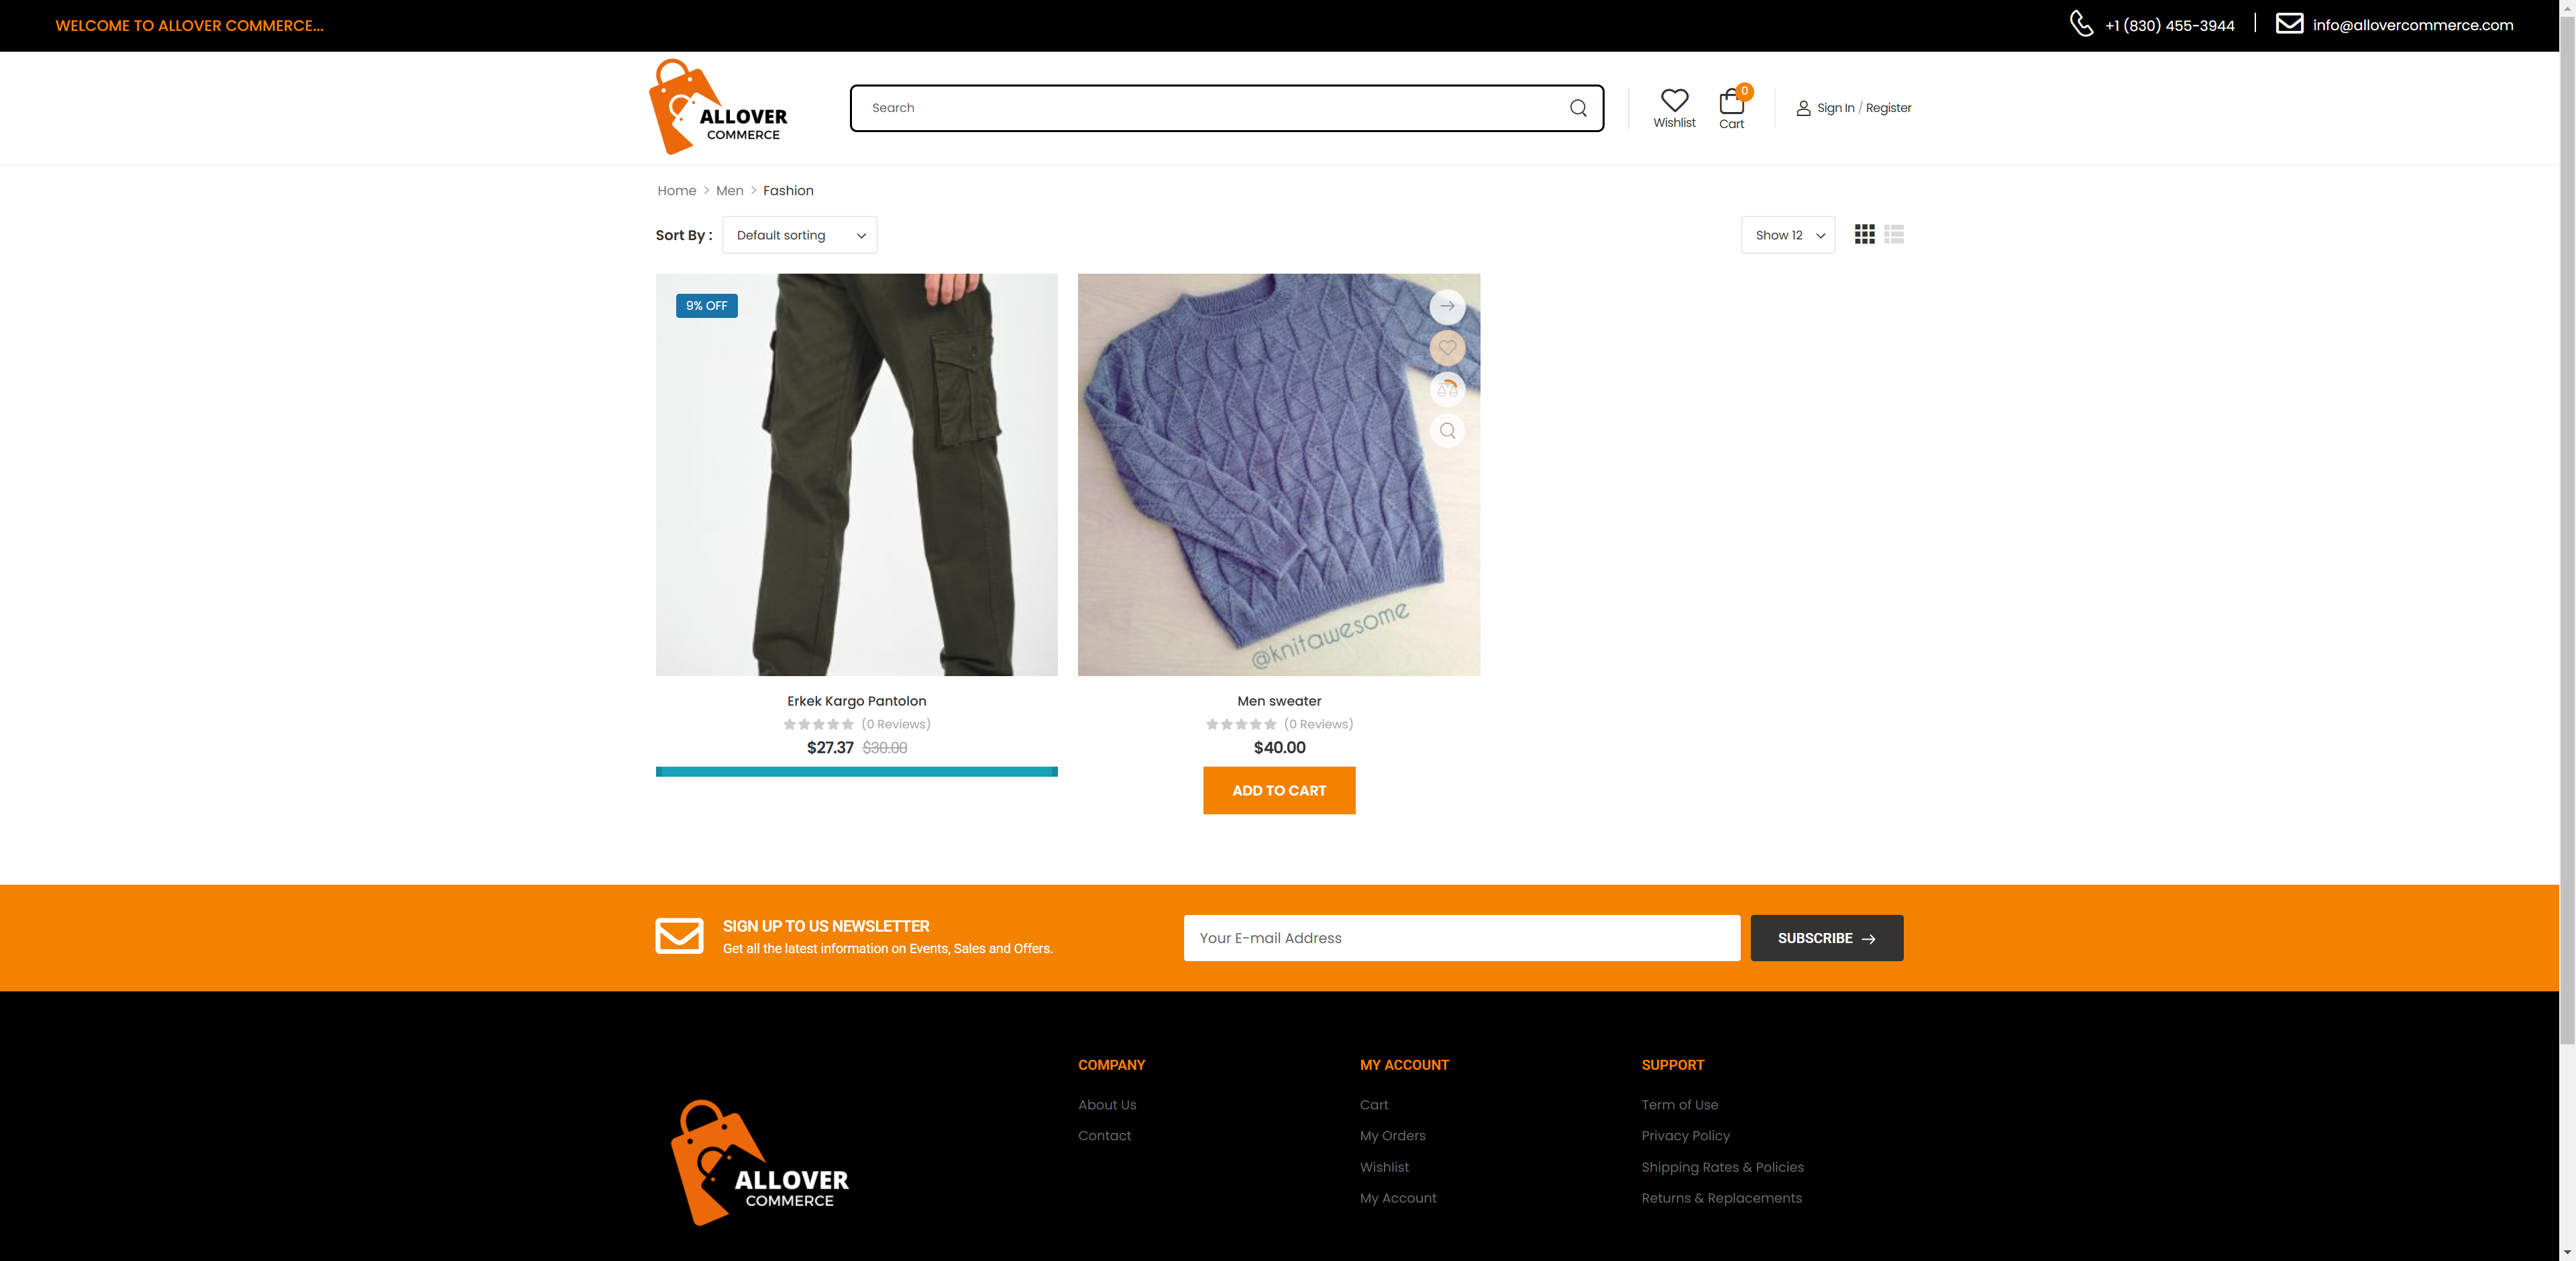 WELCOME TO ALLOVER COMMERCE...
+1 (830) 455-3944
info@allovercommerce.com
ALLOVER
COMMERCE
Search
Wishlist
0
Cart
Sign In / Register
Home > Men > Fashion
Sort By :
Default sorting
Show 12
9% OFF
@knitawesome
Erkek Kargo Pantolon
(0 Reviews)
$27.37 $30.00
Men sweater
(0 Reviews)
$40.00
ADD TO CART
SIGN UP TO US NEWSLETTER
Get all the latest information on Events, Sales and Offers.
Your E-mail Address
SUBSCRIBE
ALLOVER
COMMERCE
COMPANY
About Us
Contact
MY ACCOUNT
Cart
My Orders
Wishlist
My Account
SUPPORT
Term of Use
Privacy Policy
Shipping Rates & Policies
Returns & Replacements